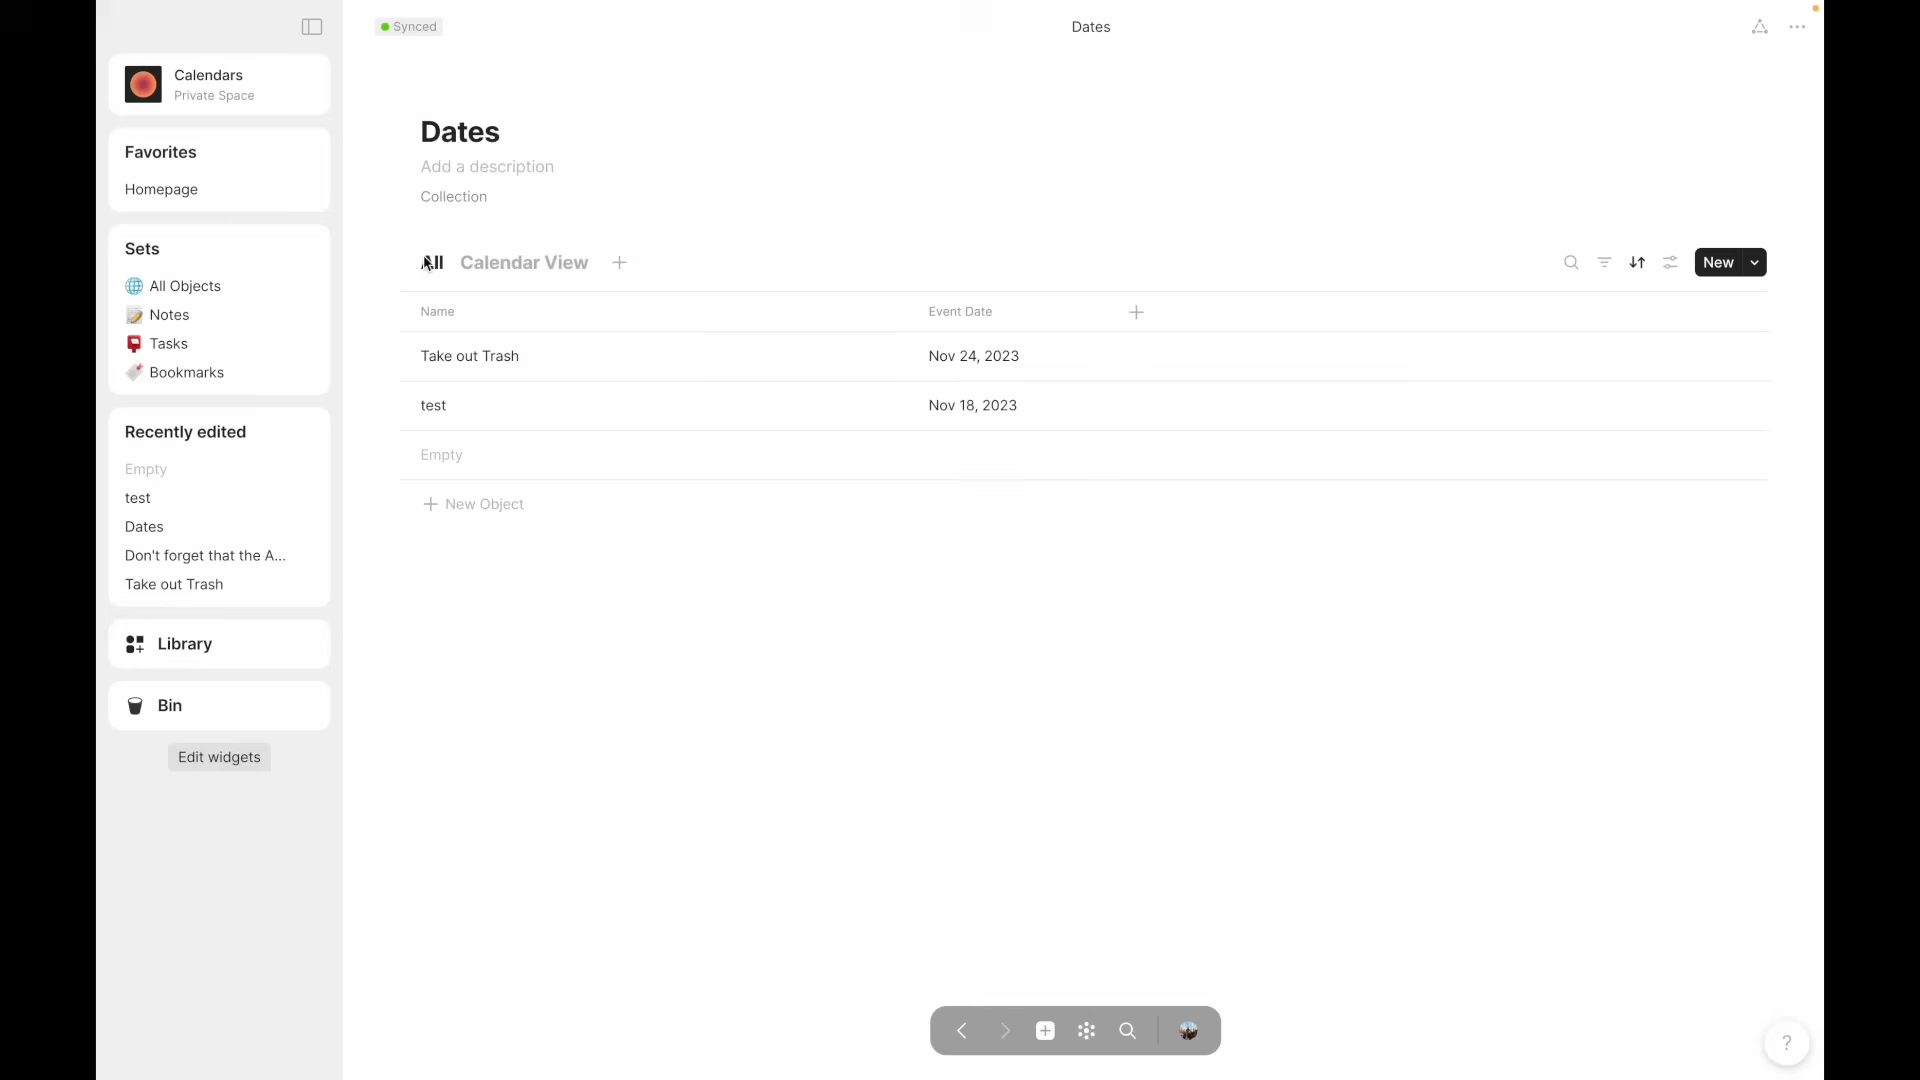 Synced
Dates
Calendars
Private Space
Favorites
Homepage
Sets
All Objects
Notes
Tasks
Bookmarks
Recently edited
Empty
test
Dates
Don't forget that the A...
Take out Trash
Library
Bin
Edit widgets
Dates
Add a description
Collection
All Calendar View
New
Name Event Date
Take out Trash Nov 24, 2023
test Nov 18, 2023
Empty
New Object
?